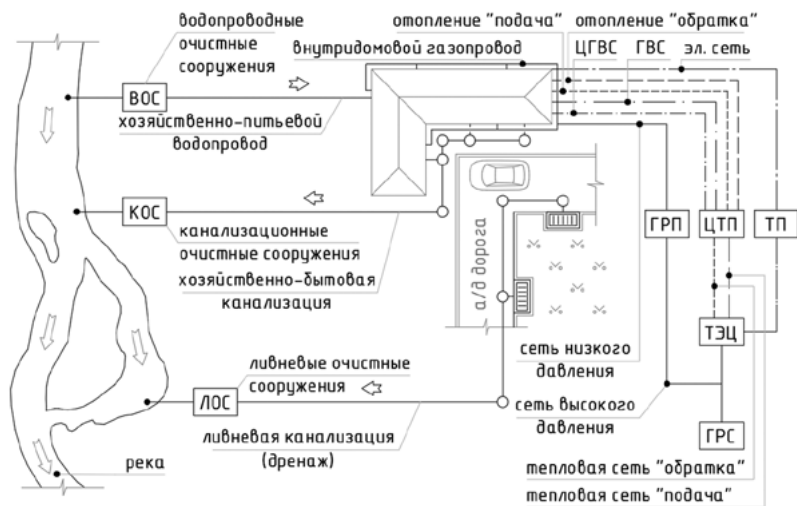 водопроводные
очистные
сооружения
отопление "подача"
отопление "обратка"
внутридомовой газопровод
ЦГВС
ГВС
эл. сеть
ВОС
хозяйственно-питьевой
водопровод
КОС
канализационные
очистные сооружения
хозяйственно-бытовая
канализация
а/д дорога
ГРП
ЦТП
ТП
ТЭЦ
сеть низкого
давления
ливневые очистные
сооружения
ЛОС
сеть высокого
давления
ГРС
ливневая канализация
(дренаж)
река
тепловая сеть "обратка"
тепловая сеть "подача"